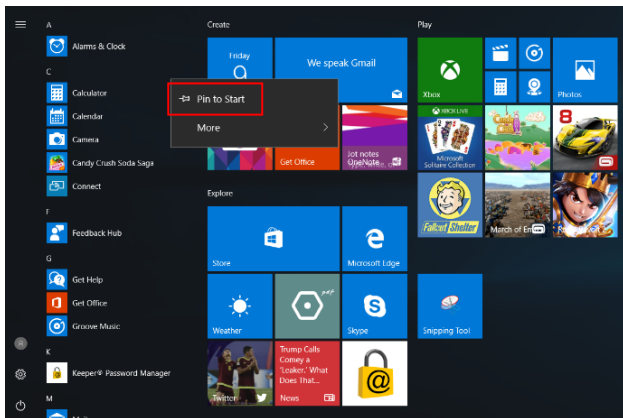 A
Alarms & Clock
C
Calculator
Calendar
Camera
Candy Crush Soda Saga
Connect
F
Feedback Hub
G
Get Help
Get Office
Groove Music
K
Keeper® Password Manager
M
Pin to Start
More
Create
Friday
We speak Gmail
Get Office
Jot notes
OneNote
Explore
Store
Microsoft Edge
Weather
Skype
Twitter
Trump Calls
Comey a
'Leaker.' What
Does That...
News
@
Play
Xbox
Photos
XBOX LIVE
Microsoft
Solitaire Collection
8
Fallout Shelter
March of Em
Snipping Tool